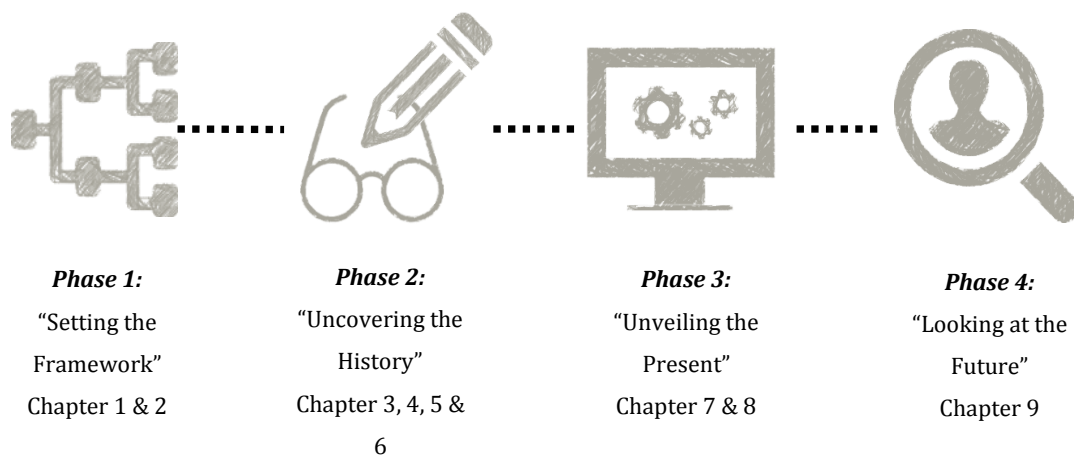 Phase 1:
“Setting the
Framework”
Chapter 1 & 2
Phase 2:
“Uncovering the
History”
Chapter 3, 4, 5 &
6
Phase 3:
“Unveiling the
Present”
Chapter 7 & 8
Phase 4:
“Looking at the
Future”
Chapter 9